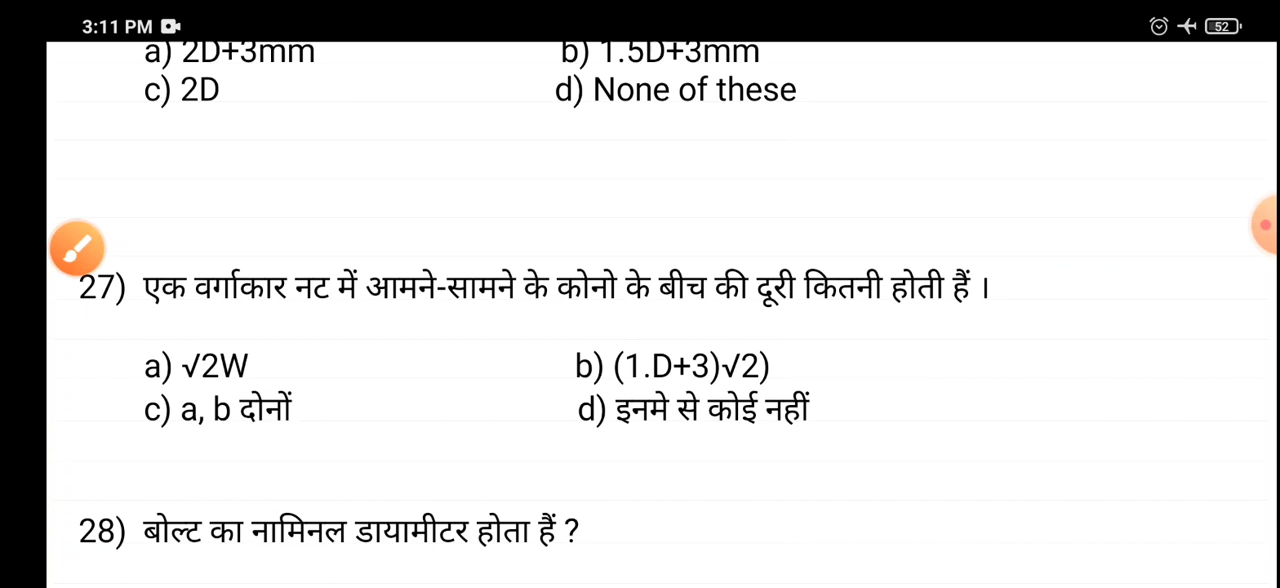 3:11 PM
52
a) 2D+3mm b) 1.5D+3mm
c) 2D d) None of these
27) एक वर्गाकार नट में आमने-सामने के कोनो के बीच की दूरी कितनी होती हैं ।
a) √2W b) (1.D+3)√2)
c) a, b दोनों d) इनमे से कोई नहीं
28) बोल्ट का नामिनल डायामीटर होता हैं ?